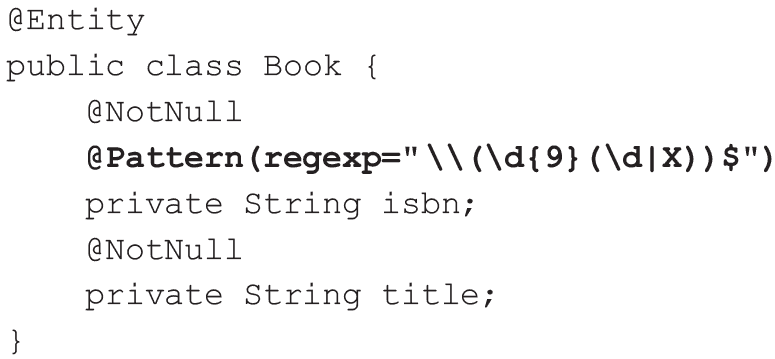 @Entity
public class Book {
    @NotNull
    @Pattern(regexp="\\(\d{9}(\d|X))$")
    private String isbn;
    @NotNull
    private String title;
}